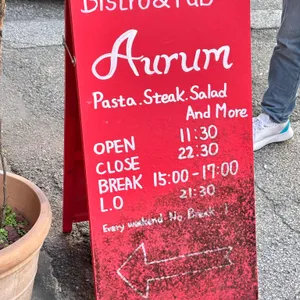 Bistro & Pub
Aurum
Pasta. Steak. Salad
And More
OPEN 11:30
CLOSE 22:30
BREAK 15:00-17:00
L.O 21:30
Every weekend No Break!